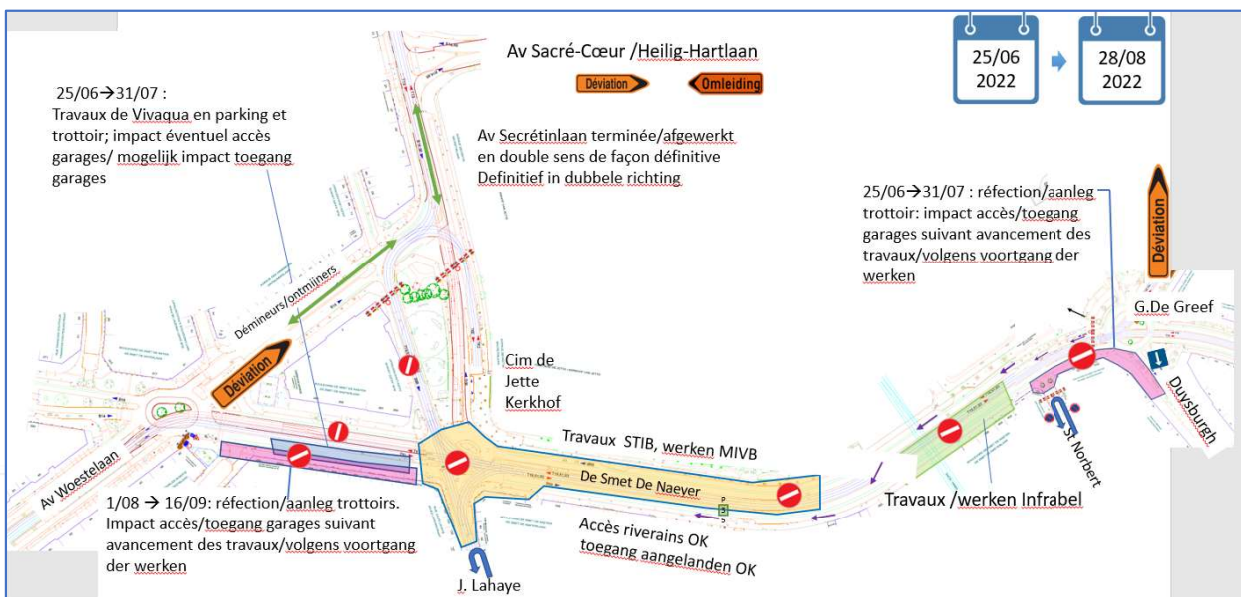 Av Sacré-Cœur /Heilig-Hartlaan
Déviation
Omleiding
25/06
2022
28/08
2022
25/06→31/07 :
Travaux de Vivaqua en parking et
trottoir; impact éventuel accès
garages/ mogelijk impact toegang
garages
Av Secrétinlaan terminée/afgewerkt
en double sens de façon définitive
Definitief in dubbele richting
25/06→31/07 : réfection/aanleg
trottoir: impact accès/toegang
garages suivant avancement des
travaux/volgens voortgang der
werken
Déviation
G.De Greef
Démineurs/ontmijners
Déviation
Cim de
Jette
Kerkhof
Duysburgh
St Norbert
Av Woestelaan
Travaux STIB, werken MIVB
De Smet De Naeyer
Travaux /werken Infrabel
1/08 → 16/09: réfection/aanleg trottoirs.
Impact accès/toegang garages suivant
avancement des travaux/volgens voortgang
der werken
Accès riverains OK
toegang aangelanden OK
J. Lahaye